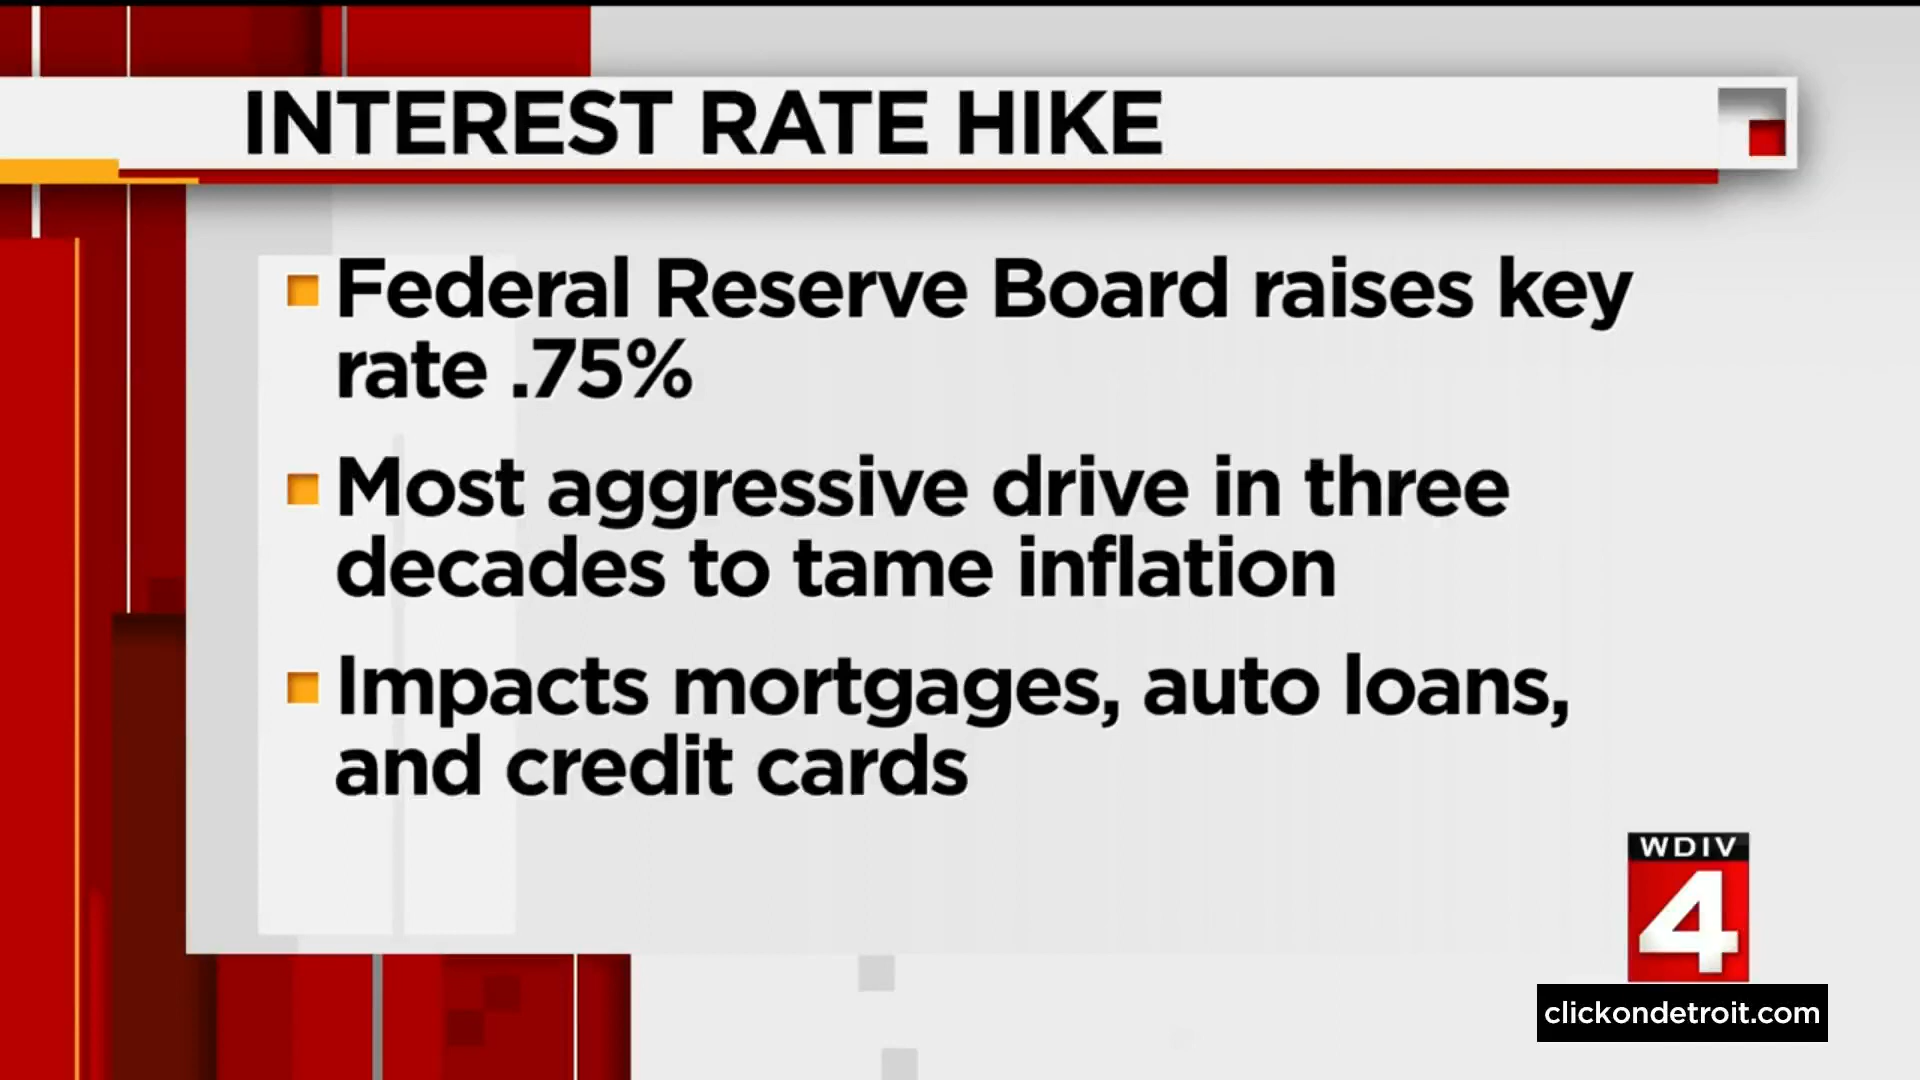 INTEREST RATE HIKE
Federal Reserve Board raises key
rate .75%
Most aggressive drive in three
decades to tame inflation
Impacts mortgages, auto loans,
and credit cards
WDIV
4
clickondetroit.com